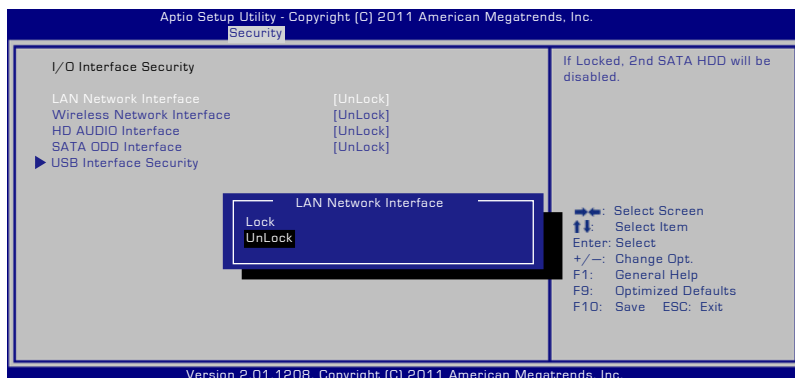 Aptio Setup Utility - Copyright (C) 2011 American Megatrends, Inc.
Security
I/O Interface Security
LAN Network Interface [UnLock]
Wireless Network Interface [UnLock]
HD AUDIO Interface [UnLock]
SATA ODD Interface [UnLock]
USB Interface Security
If Locked, 2nd SATA HDD will be
disabled.
LAN Network Interface
Lock
UnLock
: Select Screen
: Select Item
Enter: Select
+/—: Change Opt.
F1: General Help
F9: Optimized Defaults
F10: Save ESC: Exit
Version 2.01.1208. Copyright (C) 2011 American Megatrends, Inc.